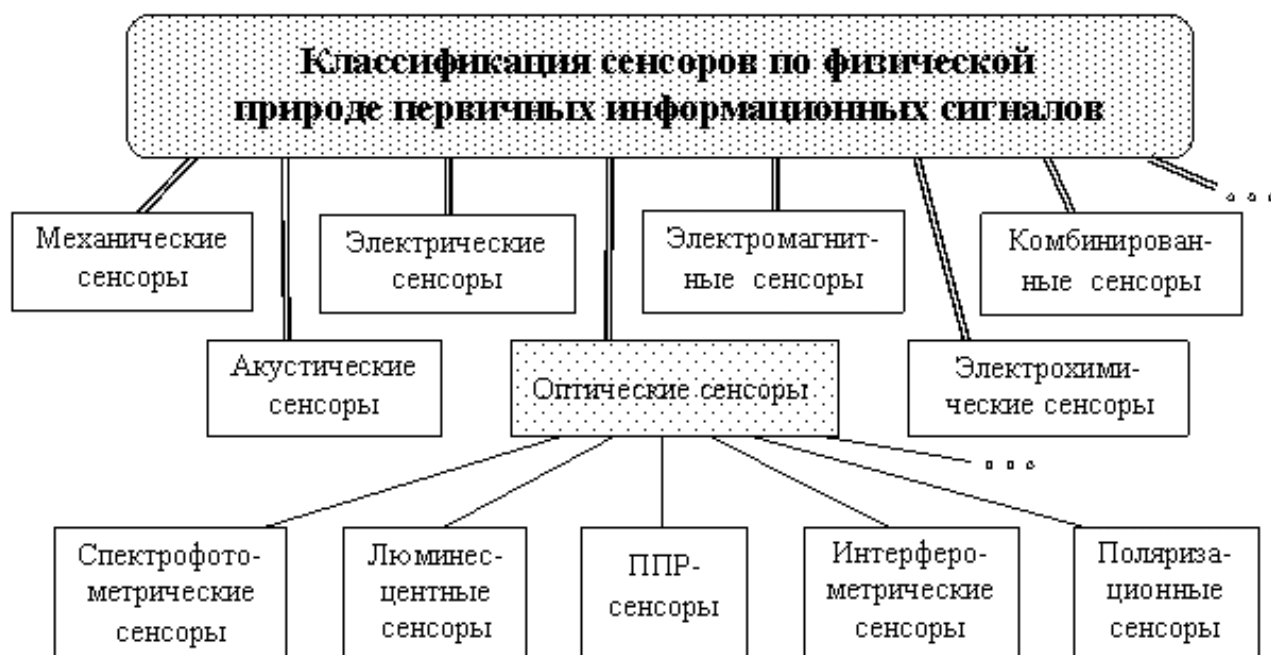 Классификация сенсоров по физической
природе первичных информационных сигналов
Механические
сенсоры
Электрические
сенсоры
Электромагнит-
ные сенсоры
Комбинирован-
ные сенсоры
Акустические
сенсоры
Оптические сенсоры
Электрохими-
ческие сенсоры
Спектрофото-
метрические
сенсоры
Люминес-
центные
сенсоры
ППР-
сенсоры
Интерферо-
метрические
сенсоры
Поляриза-
ционные
сенсоры